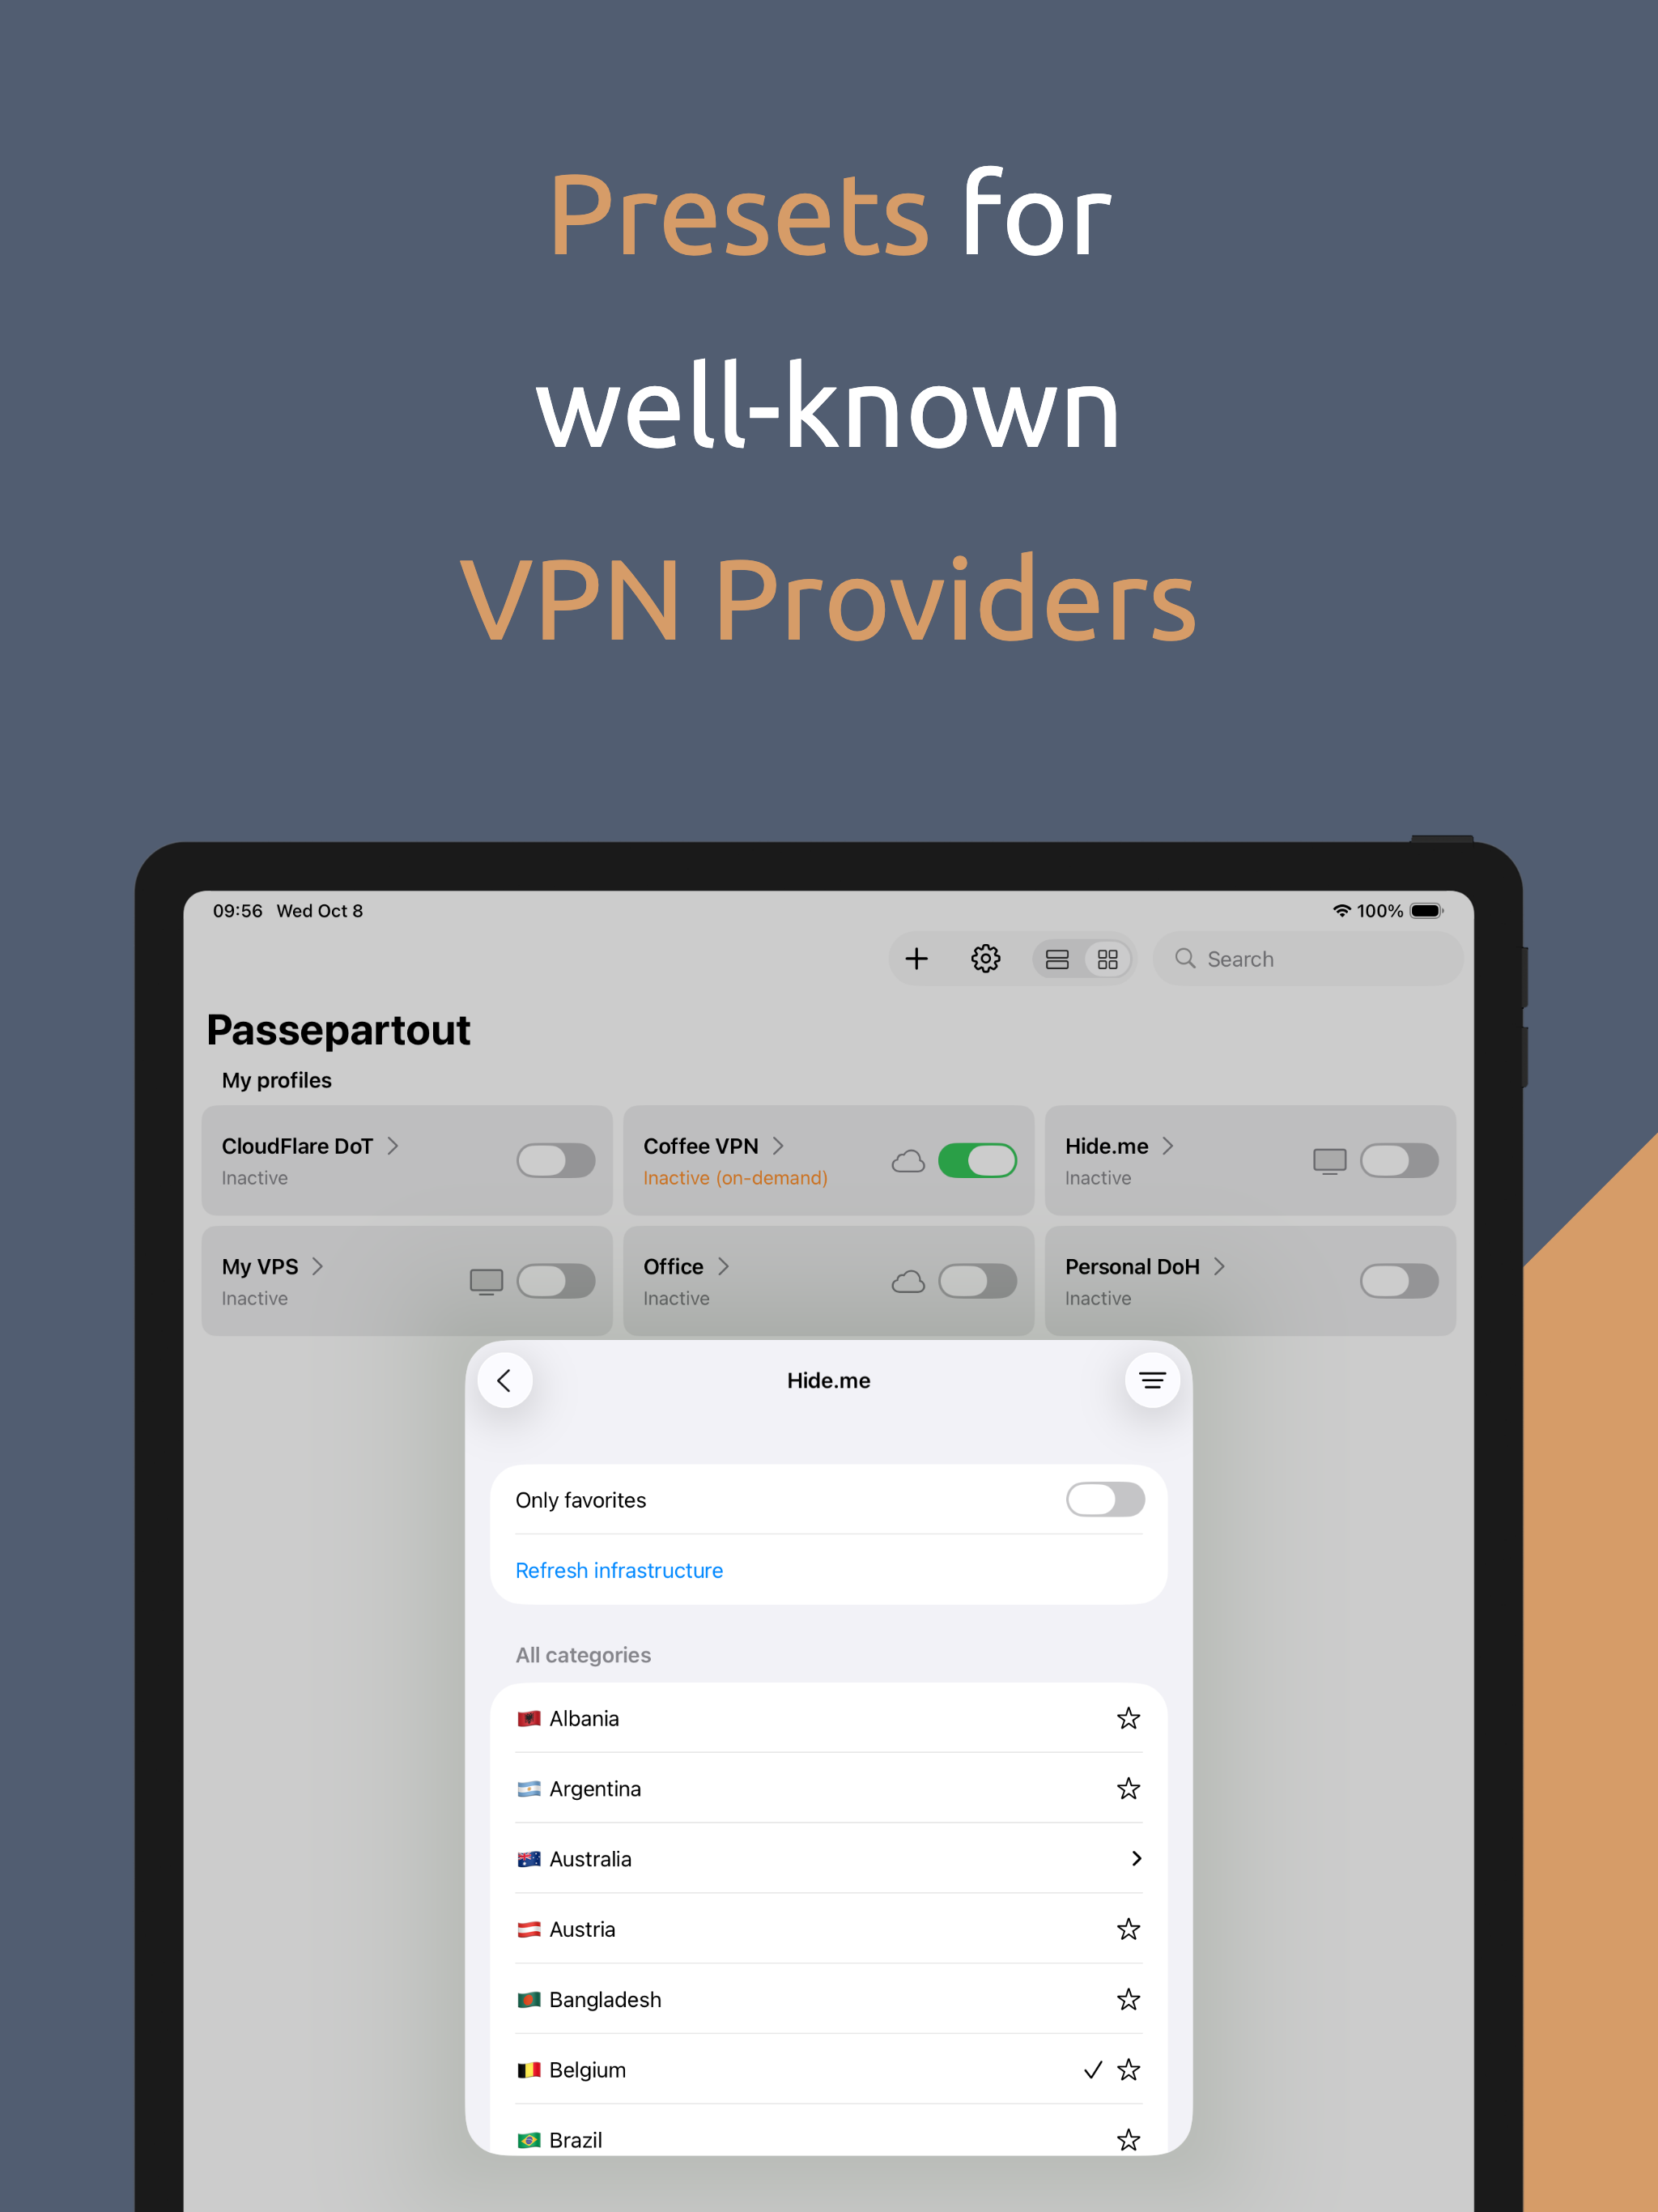 Presets for
well-known
VPN Providers
09:56 Wed Oct 8
100%
Search
Passepartout
My profiles
CloudFlare DoT
Inactive
Coffee VPN
Inactive (on-demand)
Hide.me
Inactive
My VPS
Inactive
Office
Inactive
Personal DoH
Inactive
Hide.me
Only favorites
Refresh infrastructure
All categories
Albania
Argentina
Australia
Austria
Bangladesh
Belgium
Brazil